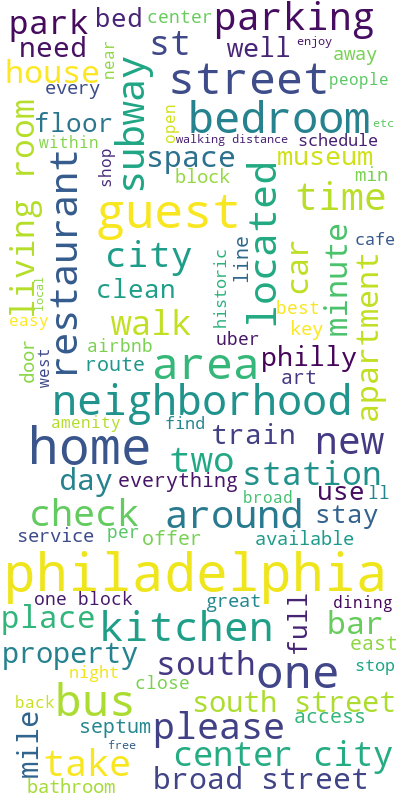 park bed center parking
need st well enjoy away
house near street people
every
floor open bedroom etc
living room subway walking distance schedule
within space museum
shop block min
restaurant guest located time
city line car minute cafe
clean historic apartment
local easy walk best key
door west airbnb uber
route area philly
art
neighborhood
amenity find train new
home two
day everything broad station
check around use ll
stay
service per offer available
philadelphia
one block great full dining
place kitchen bar
property south one east
close stop
night
back bus south street
mile septum please access
free
take center city
bathroom broad street